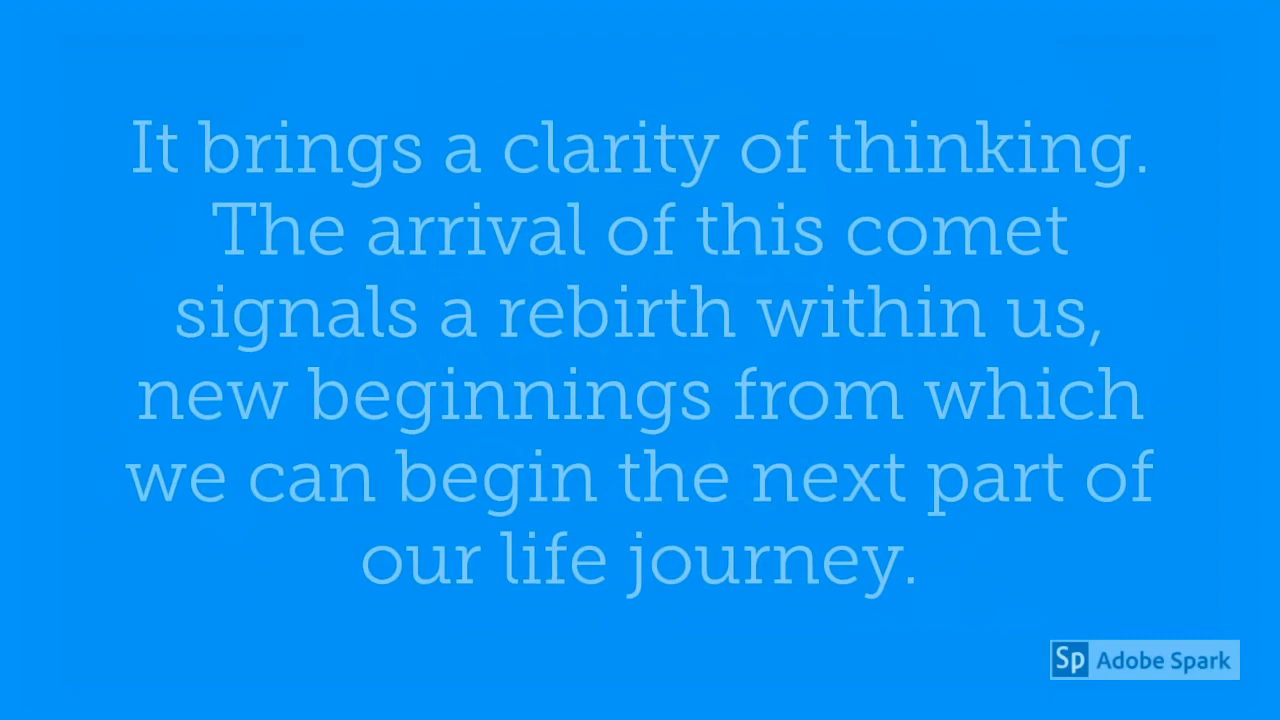 It brings a clarity of thinking.
The arrival of this comet
signals a rebirth within us,
new beginnings from which
we can begin the next part of
our life journey.
Sp Adobe Spark